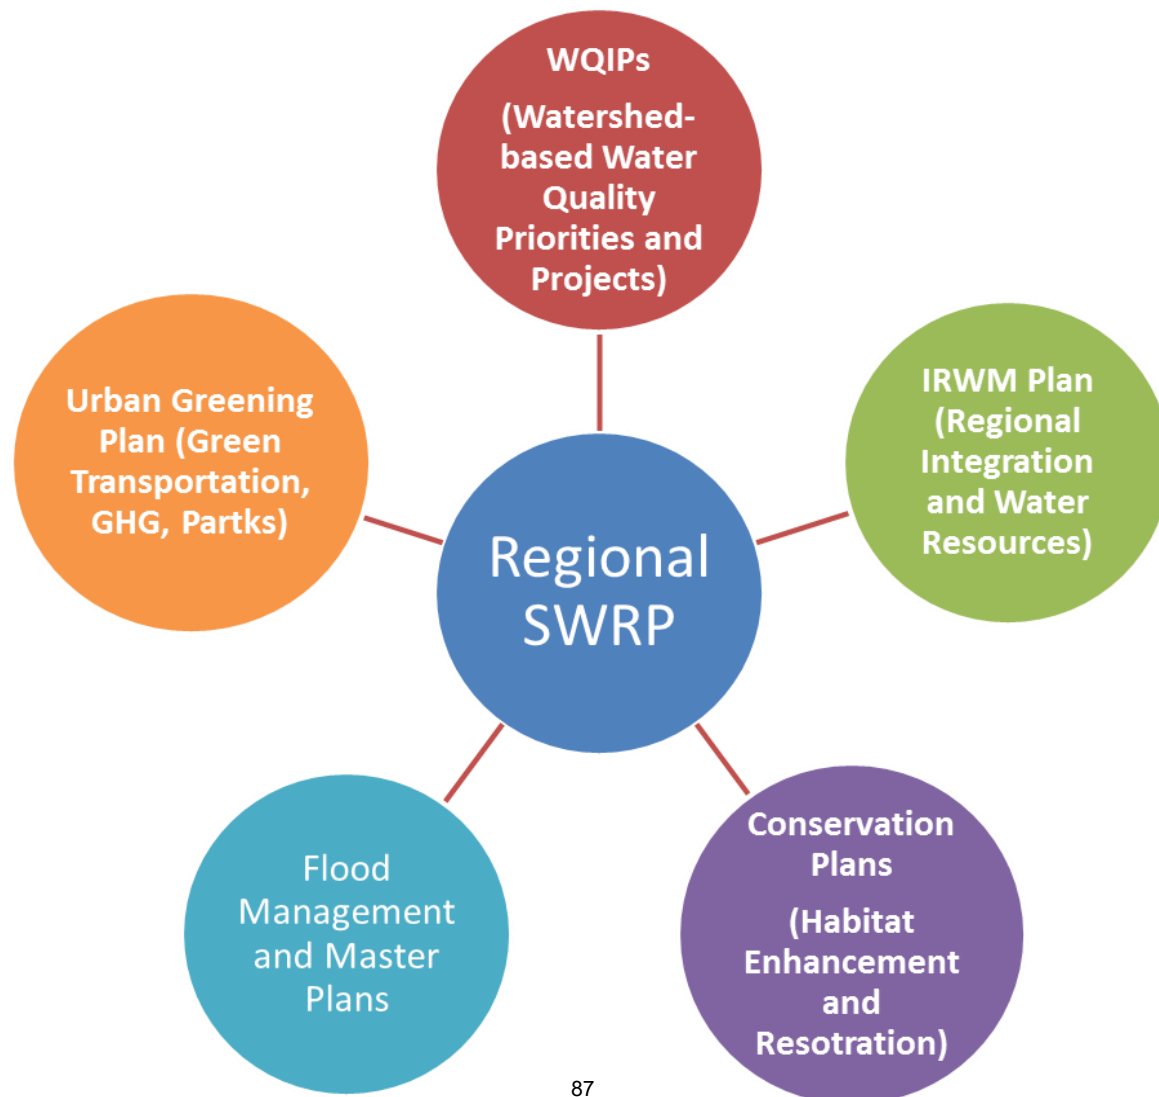 WQIPs
(Watershed-
based Water
Quality
Priorities and
Projects)
Urban Greening
Plan (Green
Transportation,
GHG, Partks)
IRWM Plan
(Regional
Integration
and Water
Resources)
Regional
SWRP
Flood
Management
and Master
Plans
Conservation
Plans
(Habitat
Enhancement
and
Resotration)
87